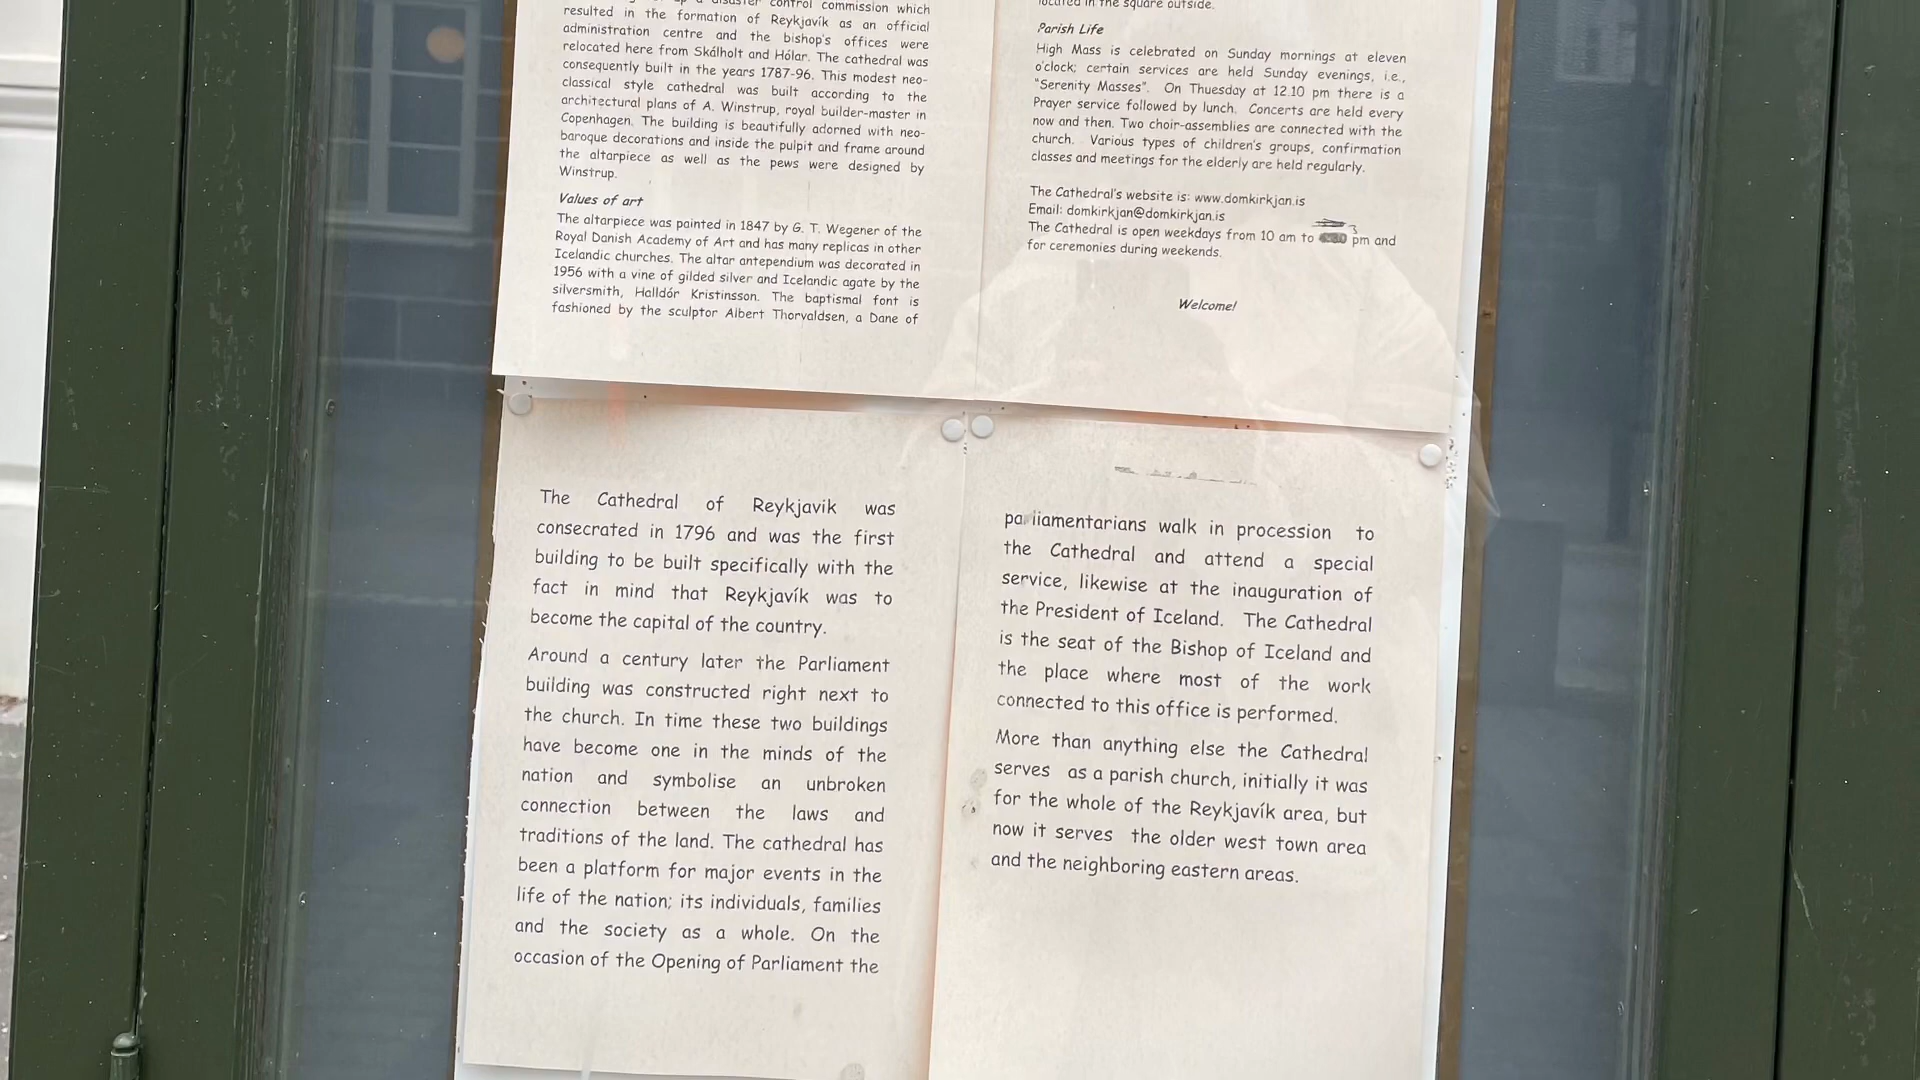 up a disaster control commission which
resulted in the formation of Reykjavík as an official
administration centre and the bishop's offices were
relocated here from Skálholt and Hólar. The cathedral was
consequently built in the years 1787-96. This modest neo-
classical style cathedral was built according to the
architectural plans of A. Winstrup, royal builder-master in
Copenhagen. The building is beautifully adorned with neo-
baroque decorations and inside the pulpit and frame around
the altarpiece as well as the pews were designed by
Winstrup.
Values of art
The altarpiece was painted in 1847 by G. T. Wegener of the
Royal Danish Academy of Art and has many replicas in other
Icelandic churches. The altar antependium was decorated in
1956 with a vine of gilded silver and Icelandic agate by the
silversmith, Halldór Kristinsson. The baptismal font is
fashioned by the sculptor Albert Thorvaldsen, a Dane of
located in the square outside.
Parish Life
High Mass is celebrated on Sunday mornings at eleven
o'clock; certain services are held Sunday evenings, i.e.,
"Serenity Masses". On Thuesday at 12.10 pm there is a
Prayer service followed by lunch. Concerts are held every
now and then. Two choir-assemblies are connected with the
church. Various types of children's groups, confirmation
classes and meetings for the elderly are held regularly.
The Cathedral's website is: www.domkirkjan.is
Email: domkirkjan@domkirkjan.is
The Cathedral is open weekdays from 10 am to 3 pm and
for ceremonies during weekends.
Welcome!
The Cathedral of Reykjavik was
consecrated in 1796 and was the first
building to be built specifically with the
fact in mind that Reykjavík was to
become the capital of the country.
Around a century later the Parliament
building was constructed right next to
the church. In time these two buildings
have become one in the minds of the
nation and symbolise an unbroken
connection between the laws and
traditions of the land. The cathedral has
been a platform for major events in the
life of the nation; its individuals, families
and the society as a whole. On the
occasion of the Opening of Parliament the
parliamentarians walk in procession to
the Cathedral and attend a special
service, likewise at the inauguration of
the President of Iceland. The Cathedral
is the seat of the Bishop of Iceland and
the place where most of the work
connected to this office is performed.
More than anything else the Cathedral
serves as a parish church, initially it was
for the whole of the Reykjavík area, but
now it serves the older west town area
and the neighboring eastern areas.